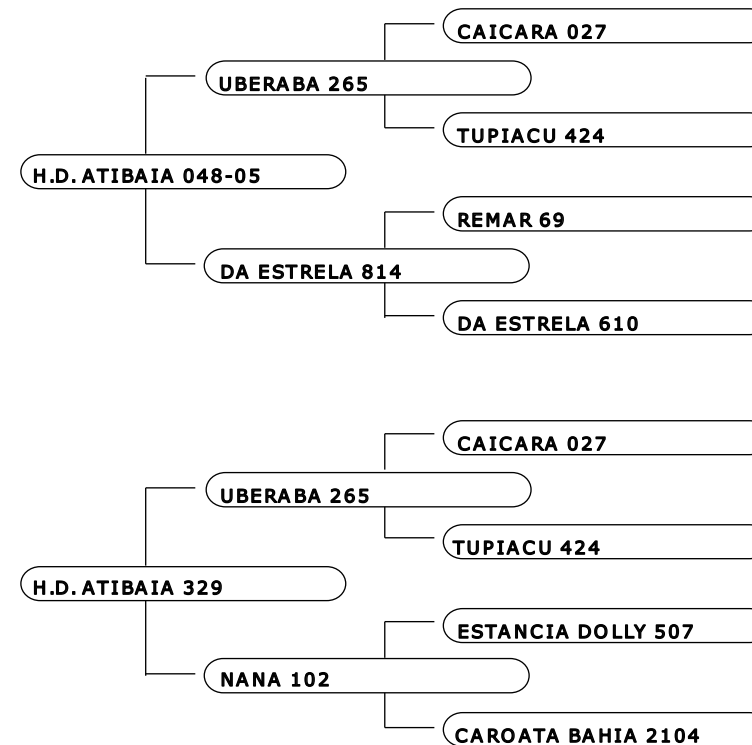 CAICARA 027
UBERABA 265
TUPIACU 424
H.D. ATIBAIA 048-05
REMAR 69
DA ESTRELA 814
DA ESTRELA 610
CAICARA 027
UBERABA 265
TUPIACU 424
H.D. ATIBAIA 329
ESTANCIA DOLLY 507
NANA 102
CAROATA BAHIA 2104